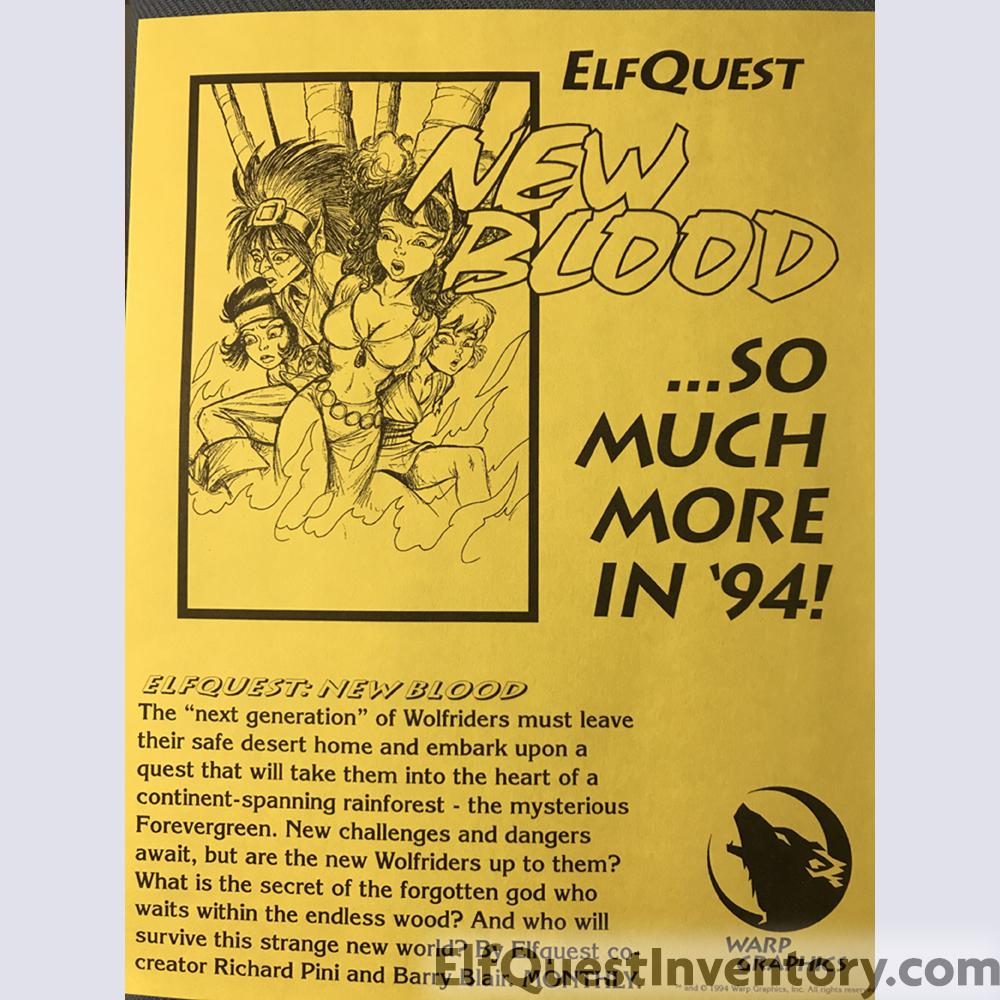 ELFQUEST
NEW
BLOOD
...SO
MUCH
MORE
IN '94!
ELFQUEST: NEW BLOOD
The “next generation” of Wolfriders must leave
their safe desert home and embark upon a
quest that will take them into the heart of a
continent-spanning rainforest - the mysterious
Forevergreen. New challenges and dangers
await, but are the new Wolfriders up to them?
What is the secret of the forgotten god who
waits within the endless wood? And who will
survive this strange new world? By Elfquest co-
creator Richard Pini and Barry Blair. MONTHLY.
WARP
GRAPHICS
™ and © 1994 Warp Graphics, Inc. All rights
ElfQuestInventory.com